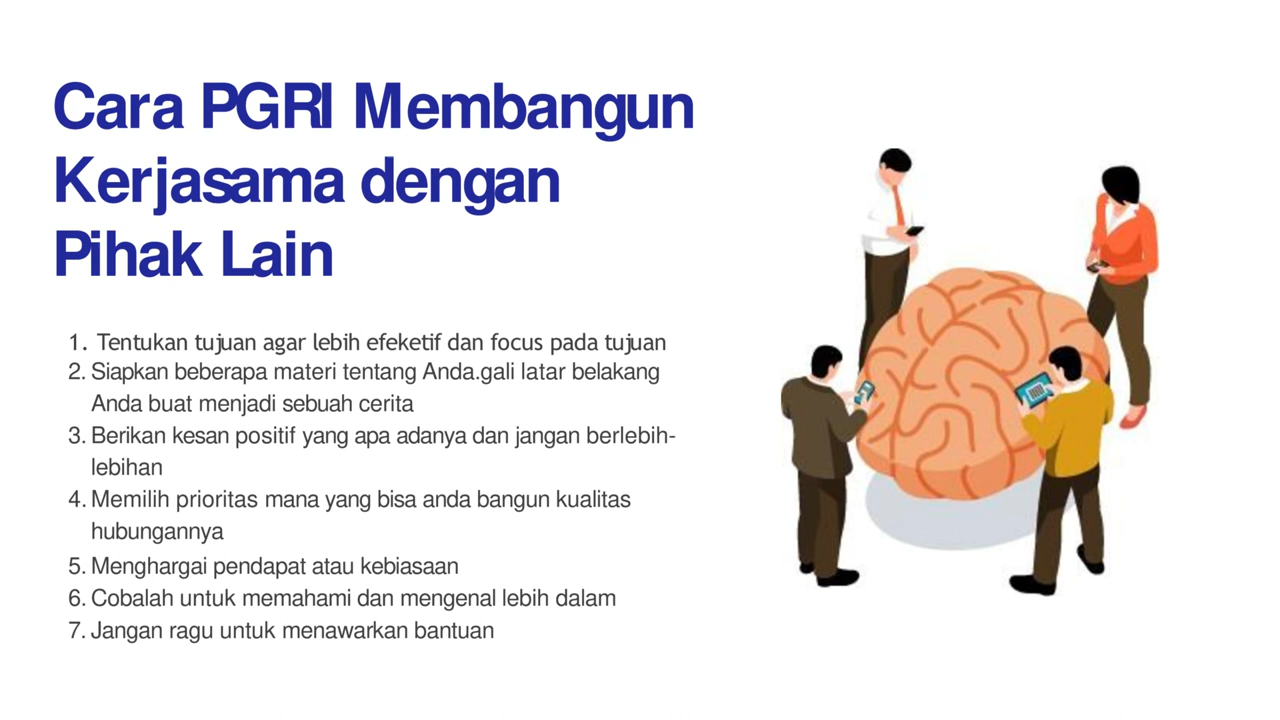 Cara PGRI Membangun
Kerjasama dengan
Pihak Lain
1. Tentukan tujuan agar lebih efeketif dan focus pada tujuan
2. Siapkan beberapa materi tentang Anda.gali latar belakang
Anda buat menjadi sebuah cerita
3. Berikan kesan positif yang apa adanya dan jangan berlebih-
lebihan
4. Memilih prioritas mana yang bisa anda bangun kualitas
hubungannya
5. Menghargai pendapat atau kebiasaan
6. Cobalah untuk memahami dan mengenal lebih dalam
7. Jangan ragu untuk menawarkan bantuan